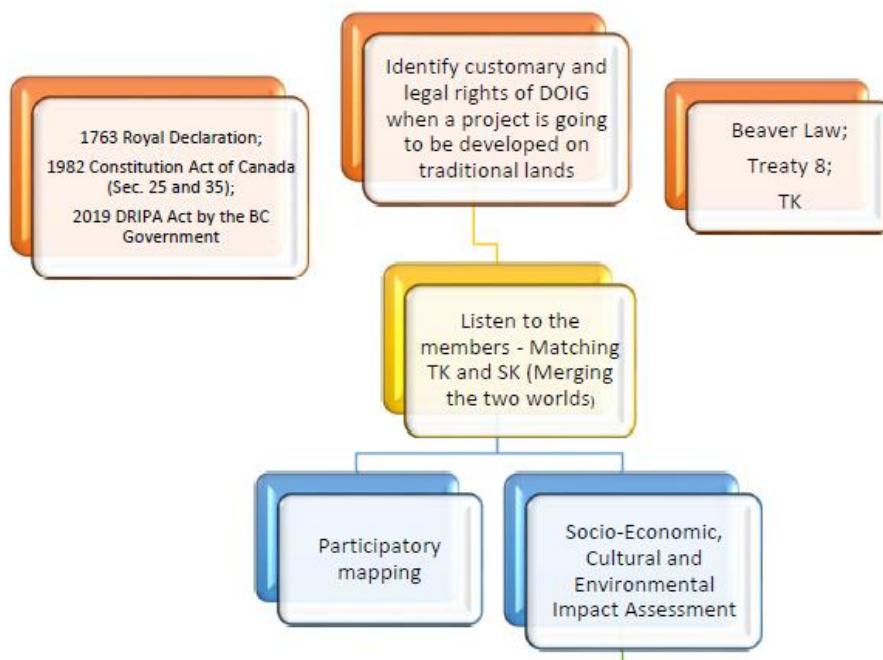 1763 Royal Declaration;
1982 Constitution Act of Canada
(Sec. 25 and 35);
2019 DRIPA Act by the BC
Government
Identify customary and
legal rights of DOIG
when a project is going
to be developed on
traditional lands
Beaver Law;
Treaty 8;
TK
Listen to the
members - Matching
TK and SK (Merging
the two worlds)
Participatory
mapping
Socio-Economic,
Cultural and
Environmental
Impact Assessment